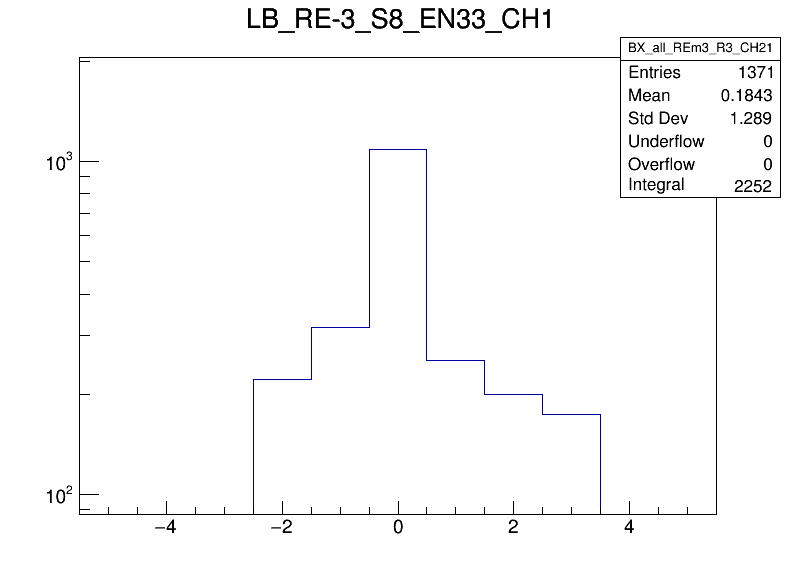 LB_RE-3_S8_EN33_CH1
BX_all_REm3_R3_CH21
Entries 1371
Mean 0.1843
Std Dev 1.289
Underflow 0
Overflow 0
Integral 2252
10³
10²
−4 −2 0 2 4